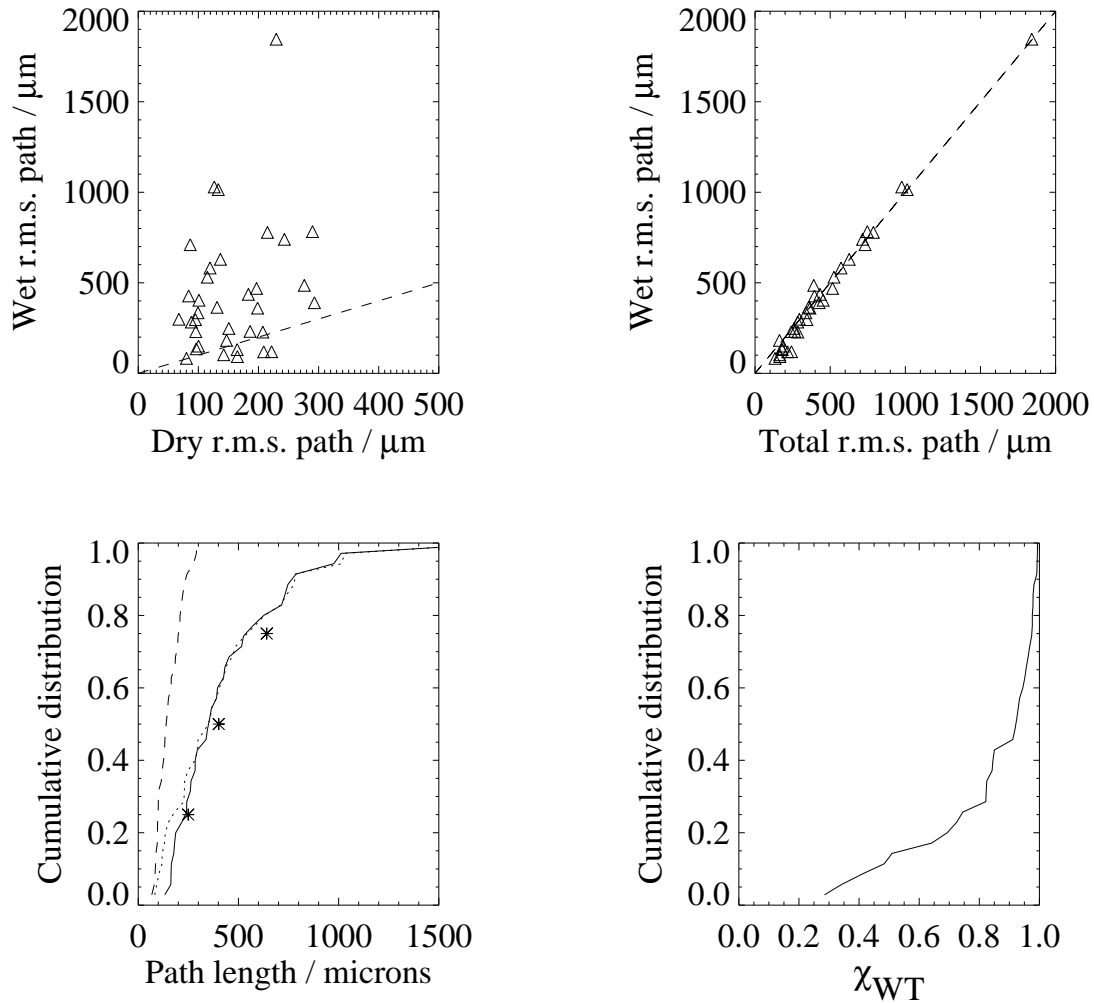 Wet r.m.s. path / μm
2000
1500
1000
500
0
0 100 200 300 400 500
Dry r.m.s. path / μm
Wet r.m.s. path / μm
2000
1500
1000
500
0
0 500 1000 1500 2000
Total r.m.s. path / μm
Cumulative distribution
1.0
0.8
0.6
0.4
0.2
0.0
0 500 1000 1500
Path length / microns
Cumulative distribution
1.0
0.8
0.6
0.4
0.2
0.0
0.0 0.2 0.4 0.6 0.8 1.0
χWT